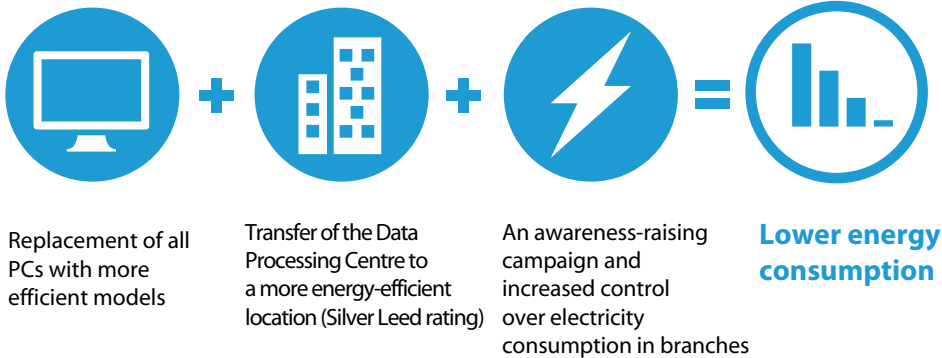 Replacement of all
PCs with more
efficient models
Transfer of the Data
Processing Centre to
a more energy-efficient
location (Silver Leed rating)
An awareness-raising
campaign and
increased control
over electricity
consumption in branches
Lower energy
consumption